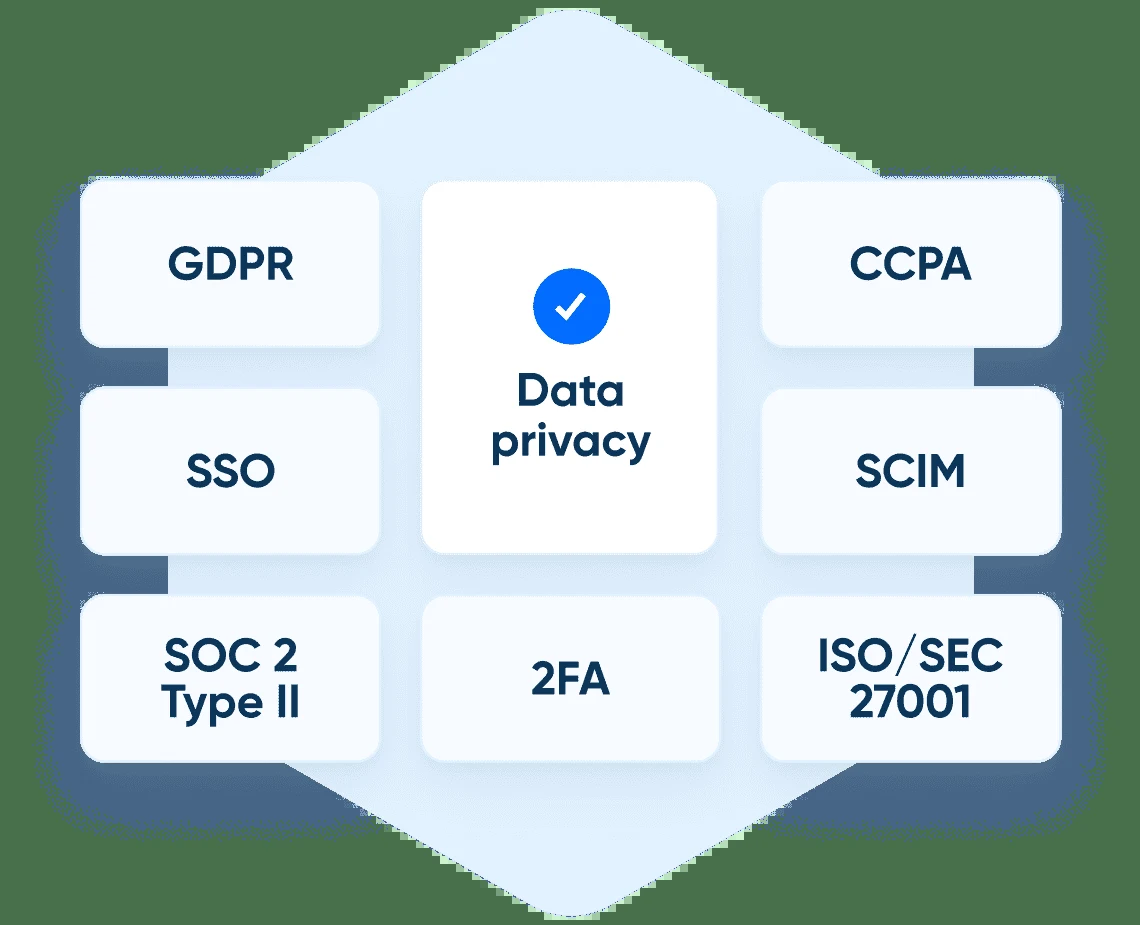 GDPR
Data
privacy
CCPA
SSO
SCIM
SOC 2
Type II
2FA
ISO/SEC
27001